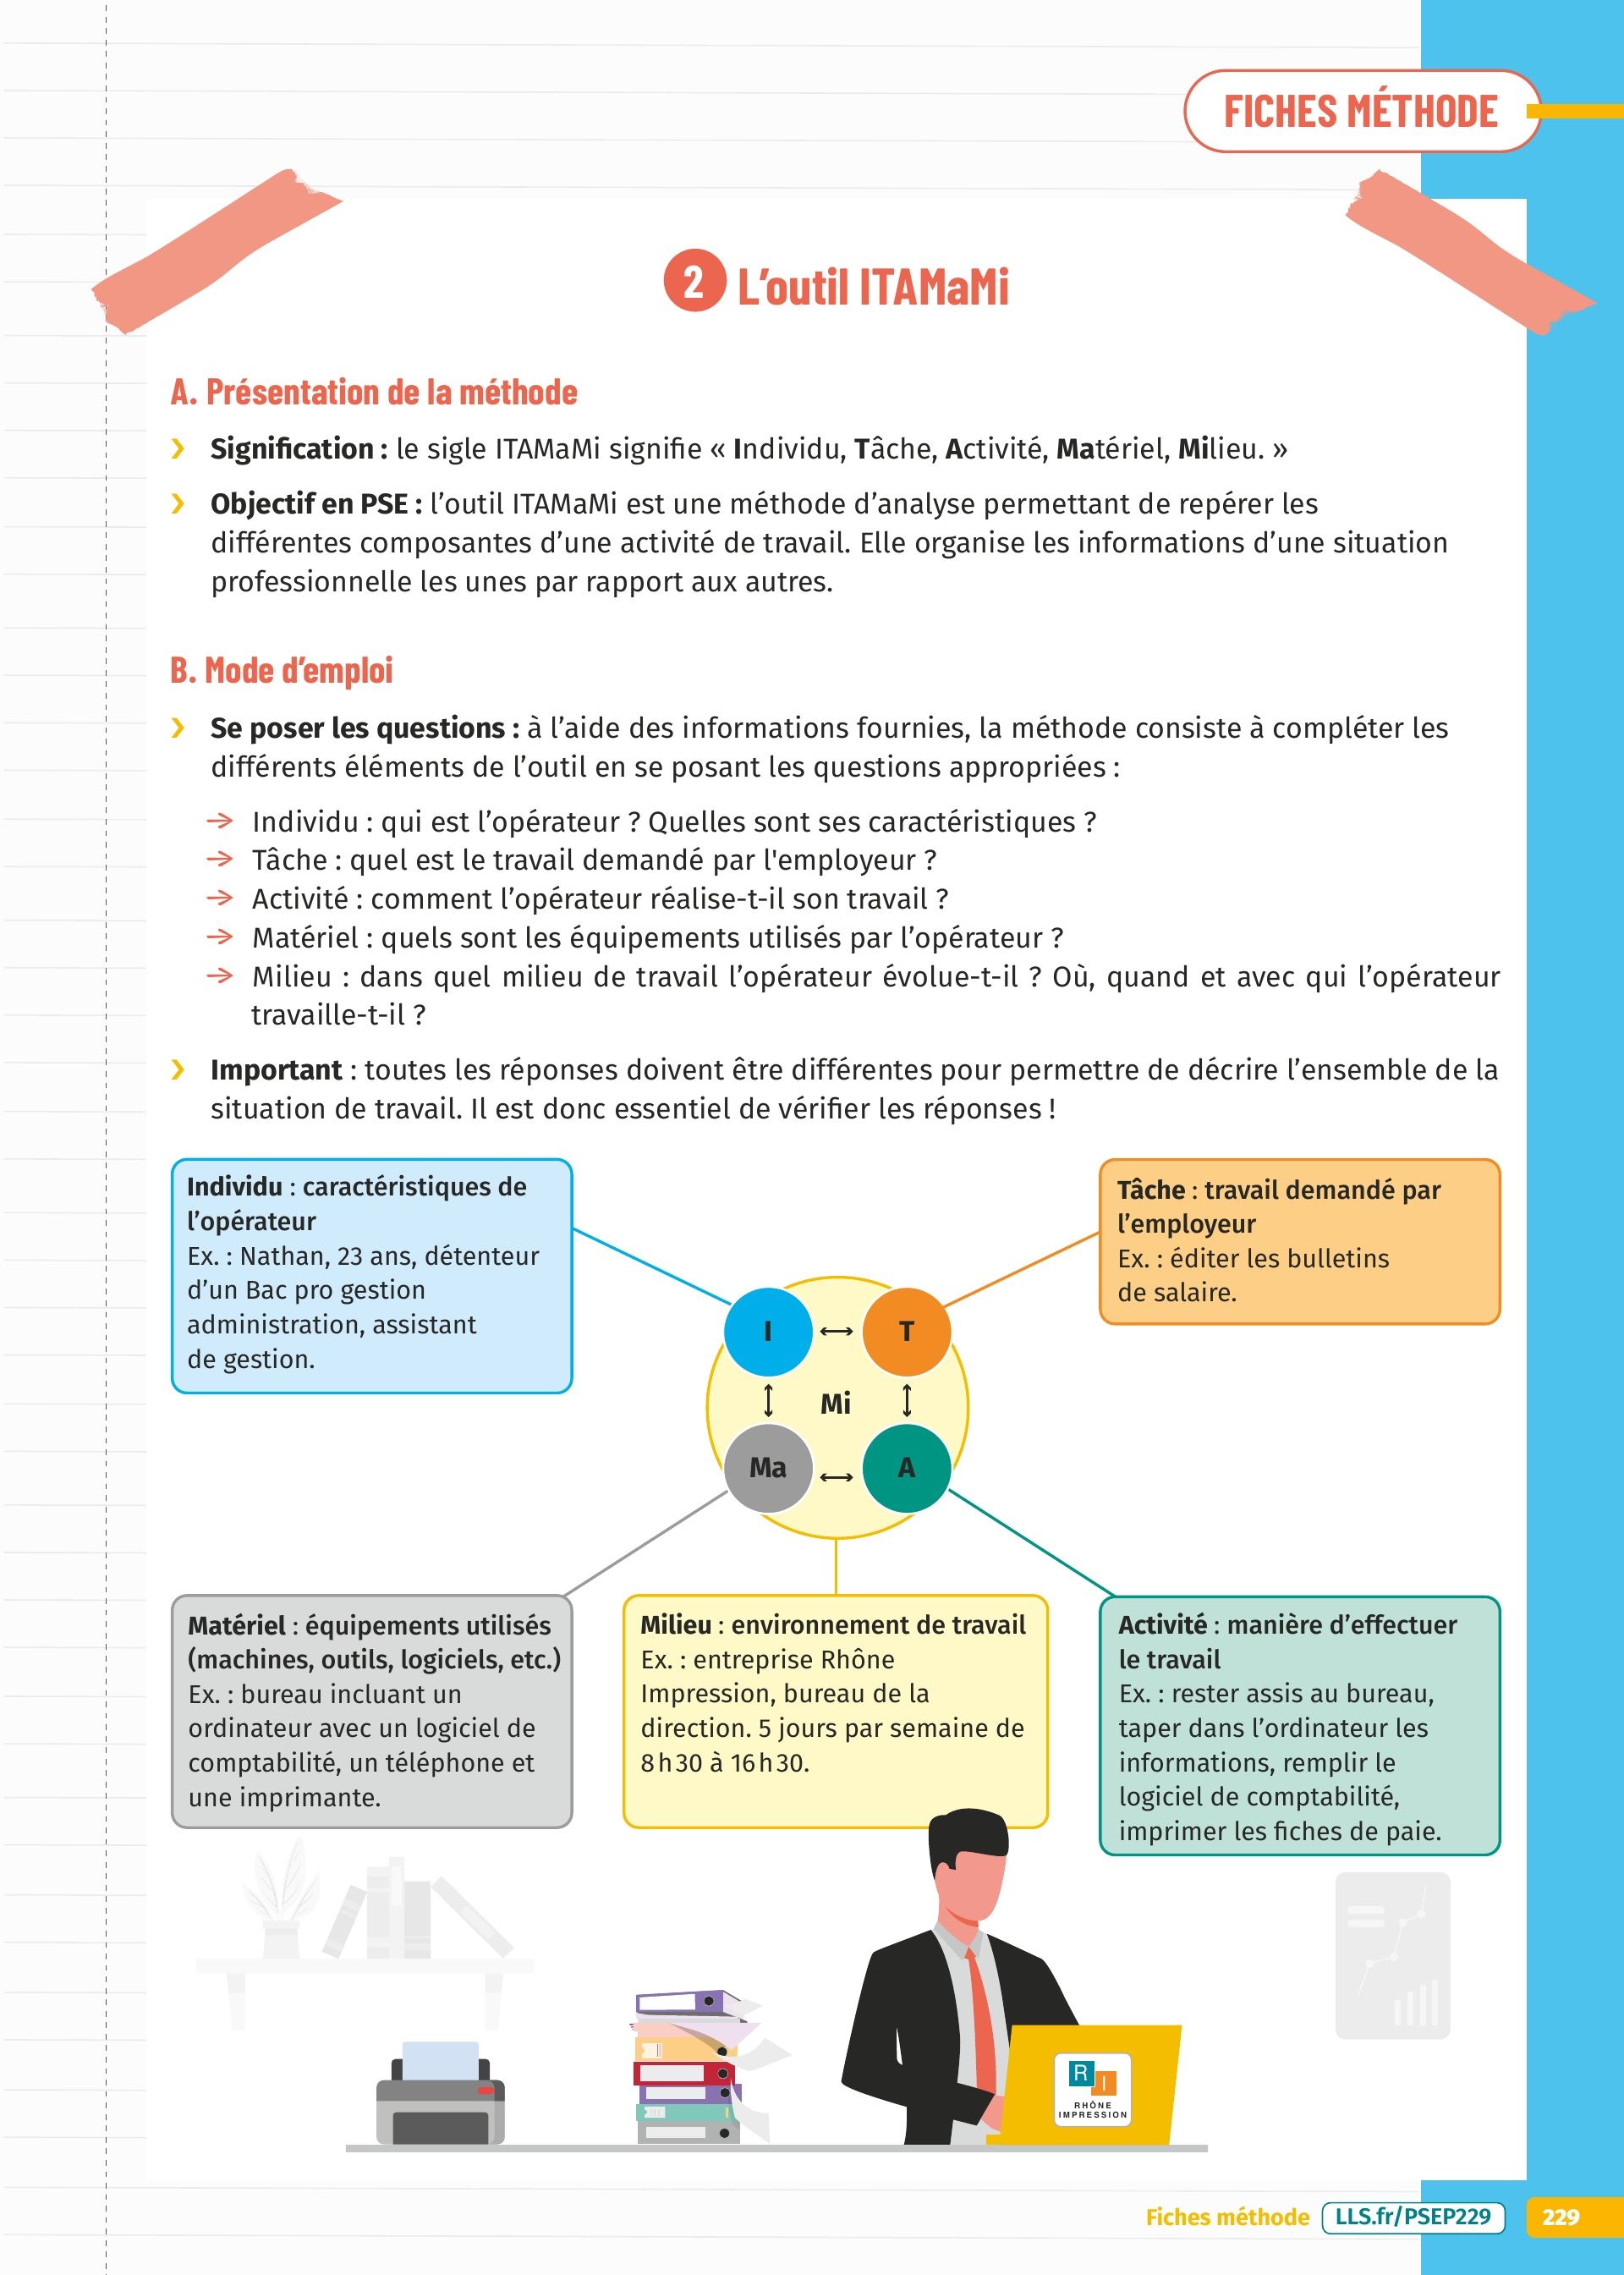 FICHES MÉTHODE
2 L’outil ITAMaMi
A. Présentation de la méthode
Signification : le sigle ITAMaMi signifie « Individu, Tâche, Activité, Matériel, Milieu. »
Objectif en PSE : l’outil ITAMaMi est une méthode d’analyse permettant de repérer les
différentes composantes d’une activité de travail. Elle organise les informations d’une situation
professionnelle les unes par rapport aux autres.
B. Mode d’emploi
Se poser les questions : à l’aide des informations fournies, la méthode consiste à compléter les
différents éléments de l’outil en se posant les questions appropriées :
Individu : qui est l’opérateur ? Quelles sont ses caractéristiques ?
Tâche : quel est le travail demandé par l'employeur ?
Activité : comment l’opérateur réalise-t-il son travail ?
Matériel : quels sont les équipements utilisés par l’opérateur ?
Milieu : dans quel milieu de travail l’opérateur évolue-t-il ? Où, quand et avec qui l’opérateur
travaille-t-il ?
Important : toutes les réponses doivent être différentes pour permettre de décrire l’ensemble de la
situation de travail. Il est donc essentiel de vérifier les réponses !
Individu : caractéristiques de
l’opérateur
Ex. : Nathan, 23 ans, détenteur
d’un Bac pro gestion
administration, assistant
de gestion.
Tâche : travail demandé par
l’employeur
Ex. : éditer les bulletins
de salaire.
I
T
Mi
Ma
A
Matériel : équipements utilisés
(machines, outils, logiciels, etc.)
Ex. : bureau incluant un
ordinateur avec un logiciel de
comptabilité, un téléphone et
une imprimante.
Milieu : environnement de travail
Ex. : entreprise Rhône
Impression, bureau de la
direction. 5 jours par semaine de
8 h 30 à 16 h 30.
Activité : manière d’effectuer
le travail
Ex. : rester assis au bureau,
taper dans l’ordinateur les
informations, remplir le
logiciel de comptabilité,
imprimer les fiches de paie.
R I
RHÔNE
IMPRESSION
Fiches méthode LLS.fr/PSEP229 229